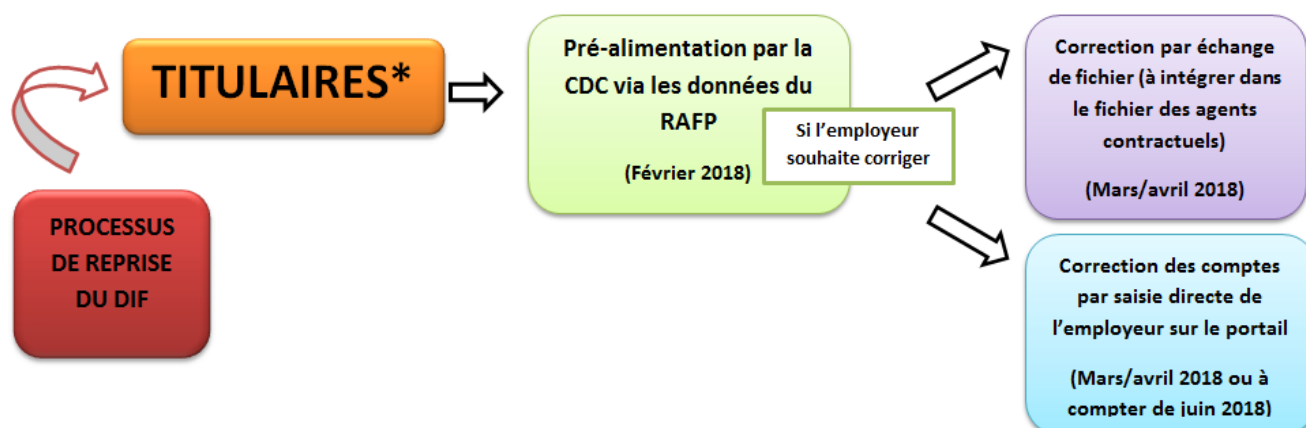 PROCESSUS
DE REPRISE
DU DIF
TITULAIRES*
Pré-alimentation par la
CDC via les données du
RAFP
(Février 2018)
Si l'employeur
souhaite corriger
Correction par échange
de fichier (à intégrer dans
le fichier des agents
contractuels)
(Mars/avril 2018)
Correction des comptes
par saisie directe de
l'employeur sur le portail
(Mars/avril 2018 ou à
compter de juin 2018)